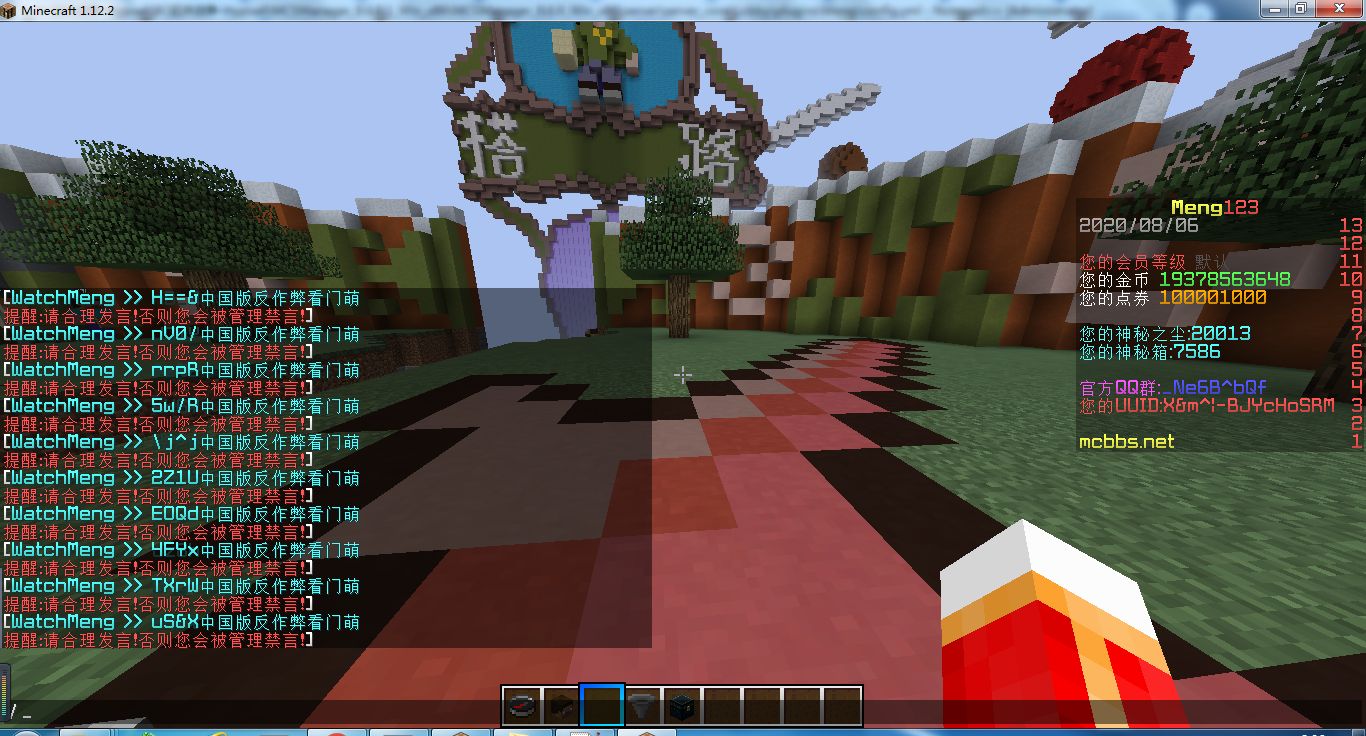 Minecraft 1.12.2
Meng123
2020/08/06
13
12
您的会员等级 默认
11
您的金币 19378563648
10
您的点券 100001000
9
8
您的神秘之尘:20013
7
您的神秘箱:7586
6
5
官方QQ群:_Ne6B^bQf
4
您的UUID:X&m^¦-BJYcHoSRM
3
2
mcbbs.net
1
[WatchMeng >> H==&中国版反作弊看门萌
提醒:请合理发言!否则您会被管理禁言!]
[WatchMeng >> nV0/中国版反作弊看门萌
提醒:请合理发言!否则您会被管理禁言!]
[WatchMeng >> rrpR中国版反作弊看门萌
提醒:请合理发言!否则您会被管理禁言!]
[WatchMeng >> 5w/R中国版反作弊看门萌
提醒:请合理发言!否则您会被管理禁言!]
[WatchMeng >> \j^j中国版反作弊看门萌
提醒:请合理发言!否则您会被管理禁言!]
[WatchMeng >> 2Z1U中国版反作弊看门萌
提醒:请合理发言!否则您会被管理禁言!]
[WatchMeng >> EOQd中国版反作弊看门萌
提醒:请合理发言!否则您会被管理禁言!]
[WatchMeng >> 4FYx中国版反作弊看门萌
提醒:请合理发言!否则您会被管理禁言!]
[WatchMeng >> TXrW中国版反作弊看门萌
提醒:请合理发言!否则您会被管理禁言!]
[WatchMeng >> uS&X中国版反作弊看门萌
提醒:请合理发言!否则您会被管理禁言!]
/ _